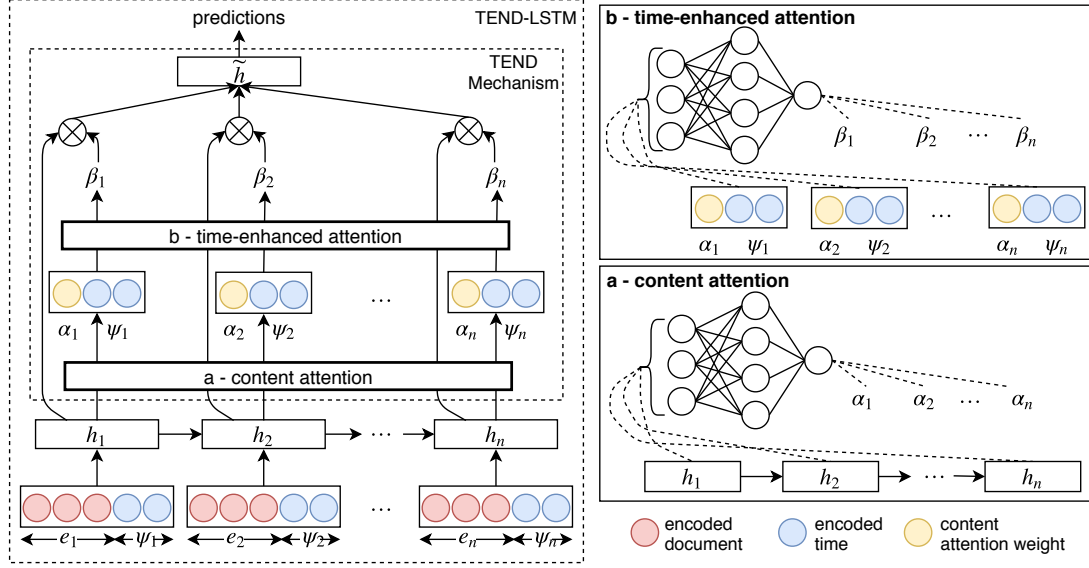 predictions
TEND-LSTM
TEND
Mechanism
h̃
β₁ β₂ βₙ
b - time-enhanced attention
...
α₁ ψ₁ α₂ ψ₂ αₙ ψₙ
a - content attention
h₁ h₂ ... hₙ
...
e₁ ψ₁ e₂ ψ₂ eₙ ψₙ
b - time-enhanced attention
β₁ β₂ ... βₙ
...
α₁ ψ₁ α₂ ψ₂ αₙ ψₙ
a - content attention
α₁ α₂ ... αₙ
h₁ h₂ ... hₙ
encoded
document
encoded
time
content
attention weight